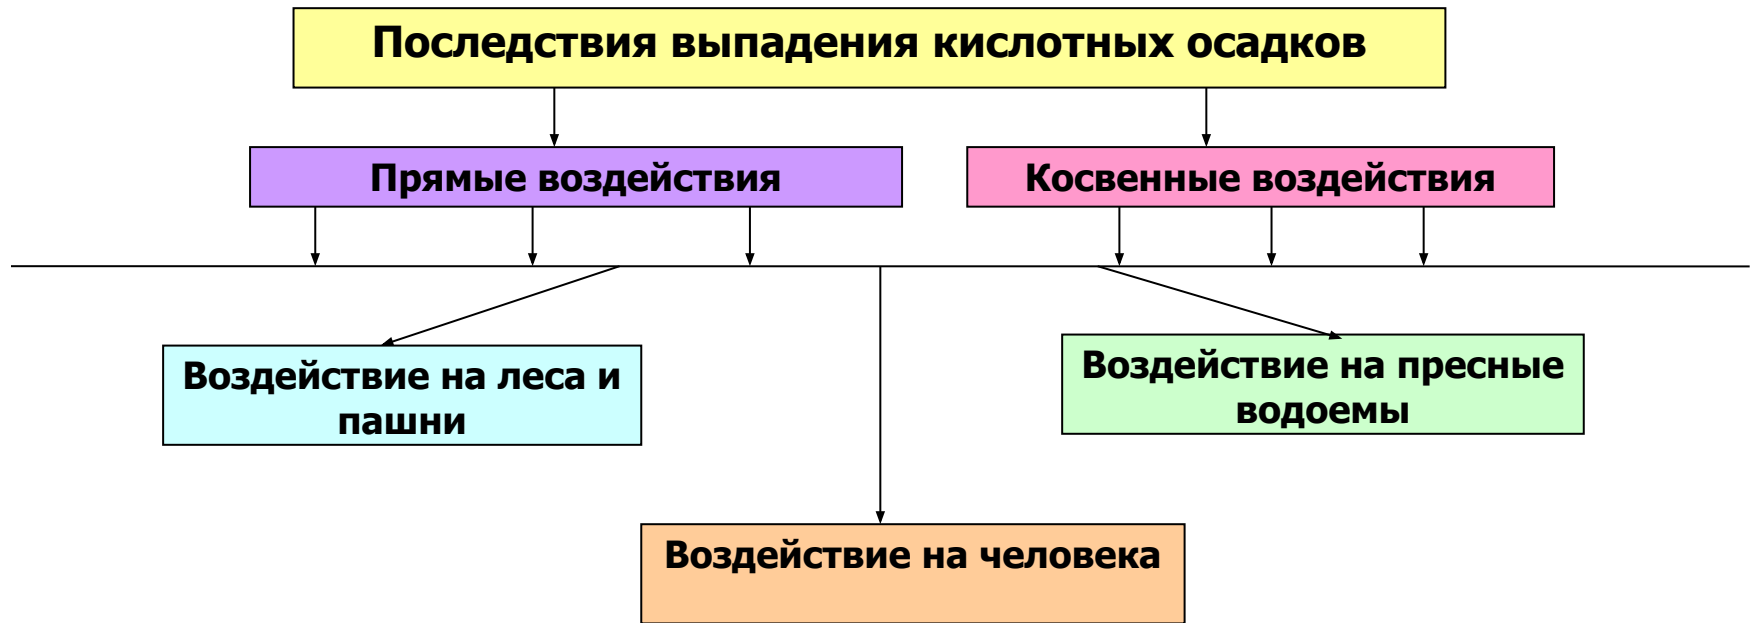 Последствия выпадения кислотных осадков
Прямые воздействия
Косвенные воздействия
Воздействие на леса и
пашни
Воздействие на пресные
водоемы
Воздействие на человека